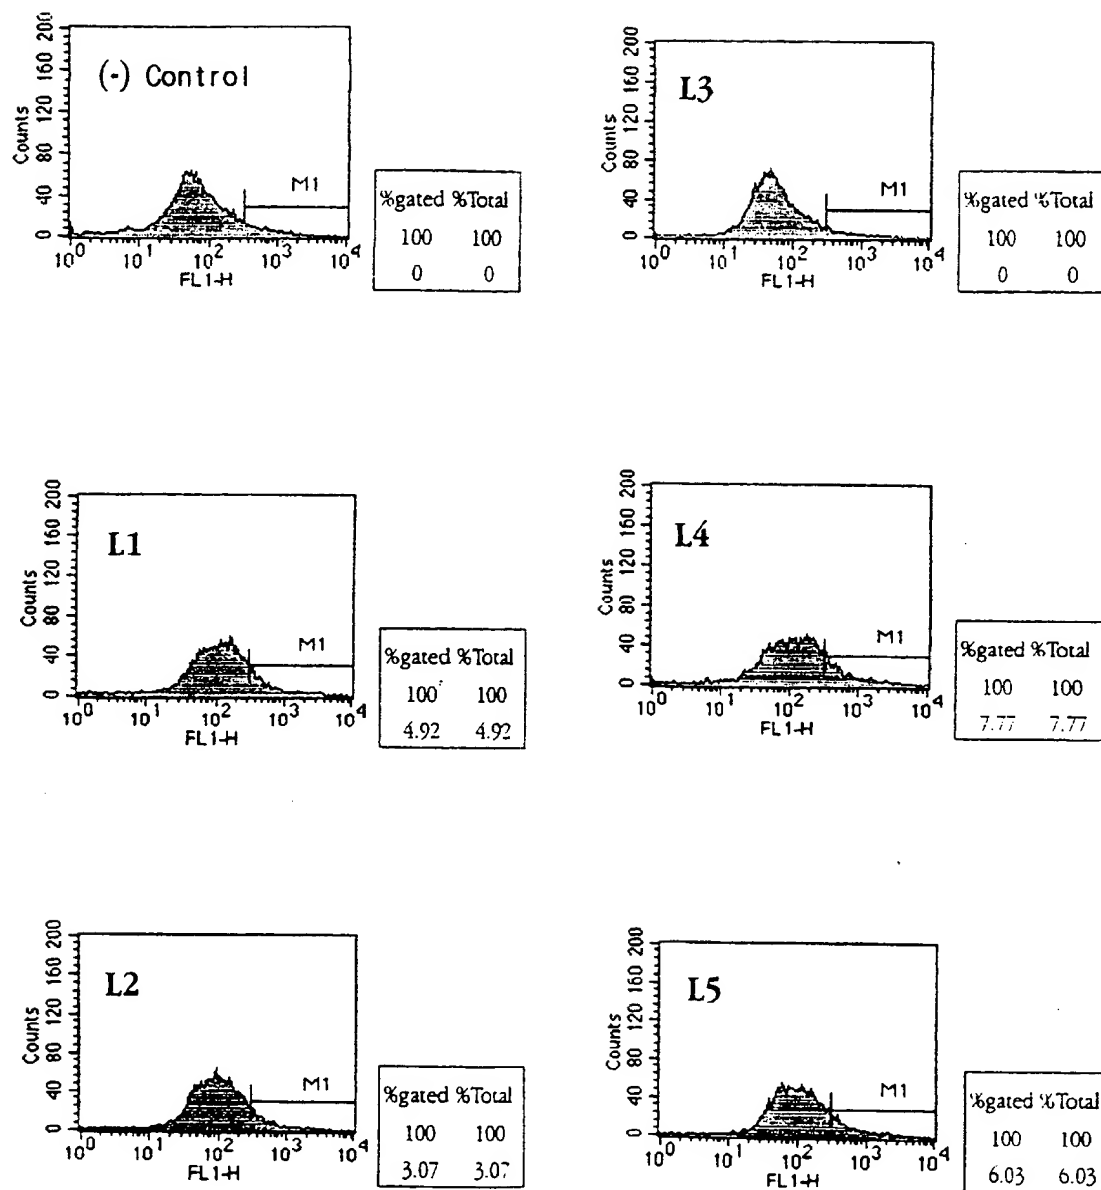 200
160
120
80
40
0
Counts
(-) Control
M1
10^0 10^1 10^2 10^3 10^4
FL1-H
%gated %Total
100 100
0 0
200
160
120
80
40
0
Counts
L3
M1
10^0 10^1 10^2 10^3 10^4
FL1-H
%gated %Total
100 100
0 0
200
160
120
80
40
0
Counts
L1
M1
10^0 10^1 10^2 10^3 10^4
FL1-H
%gated %Total
100 100
4.92 4.92
200
160
120
80
40
0
Counts
L4
M1
10^0 10^1 10^2 10^3 10^4
FL1-H
%gated %Total
100 100
7.77 7.77
200
160
120
80
40
0
Counts
L2
M1
10^0 10^1 10^2 10^3 10^4
FL1-H
%gated %Total
100 100
3.07 3.07
200
160
120
80
40
0
Counts
L5
M1
10^0 10^1 10^2 10^3 10^4
FL1-H
%gated %Total
100 100
6.03 6.03